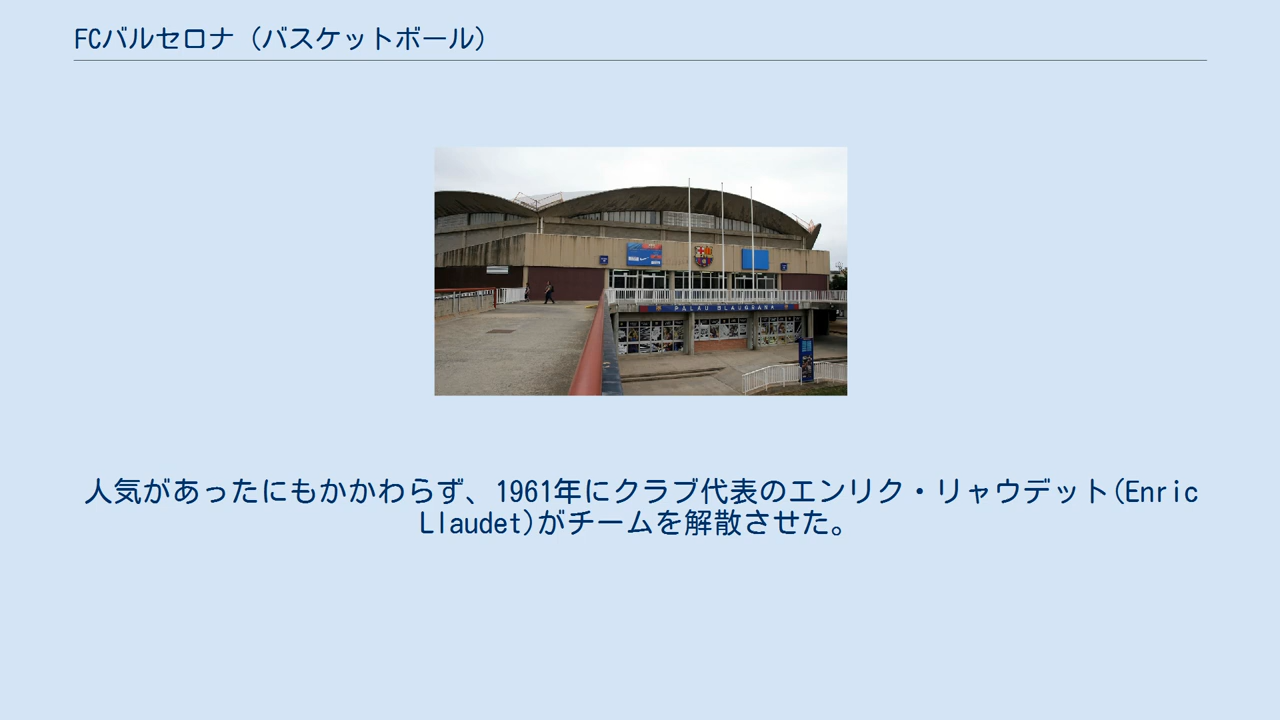 FCバルセロナ（バスケットボール）
PALAU BLAUGRANA
人気があったにもかかわらず、1961年にクラブ代表のエンリク・リャウデット(Enric
Llaudet)がチームを解散させた。